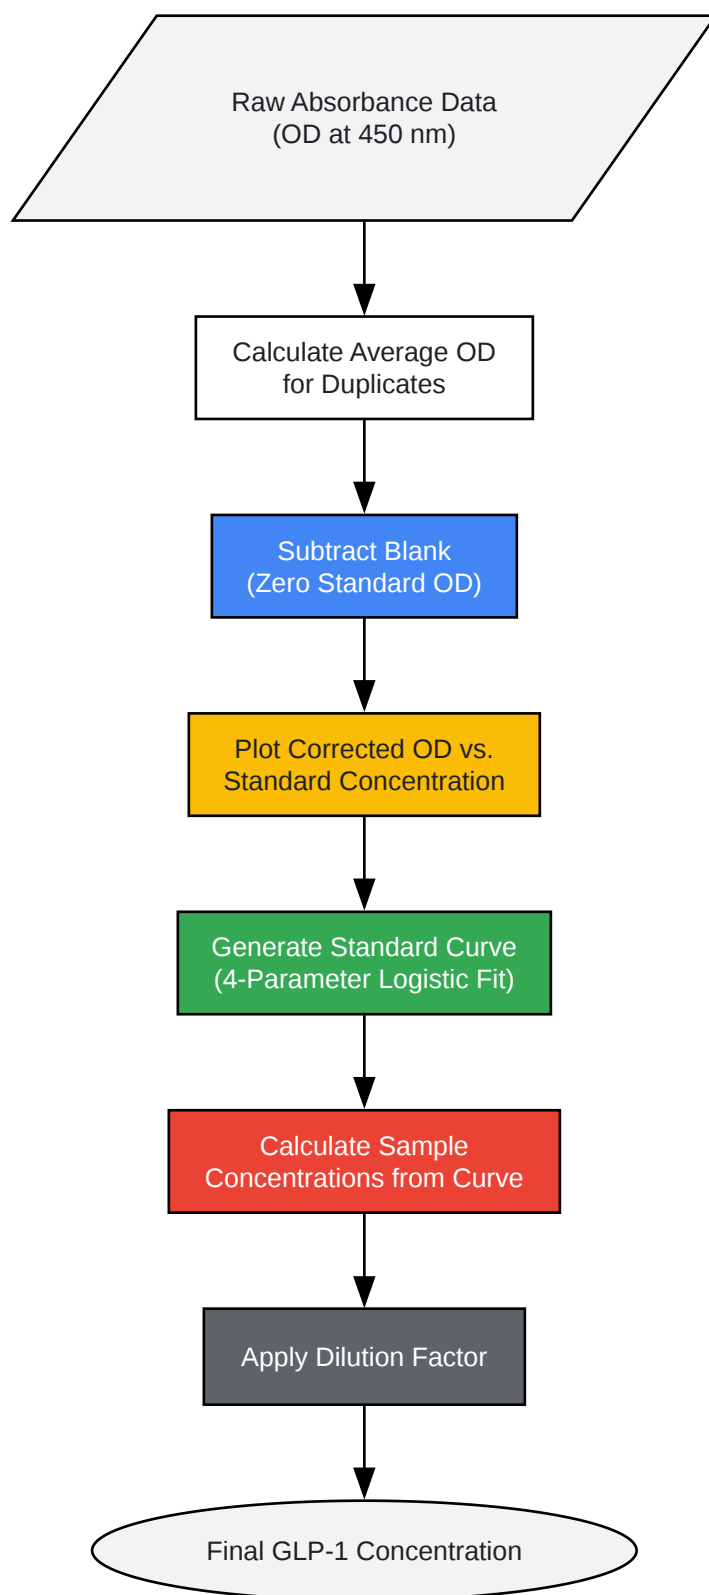 Raw Absorbance Data
(OD at 450 nm)
Calculate Average OD
for Duplicates
Subtract Blank
(Zero Standard OD)
Plot Corrected OD vs.
Standard Concentration
Generate Standard Curve
(4-Parameter Logistic Fit)
Calculate Sample
Concentrations from Curve
Apply Dilution Factor
Final GLP-1 Concentration